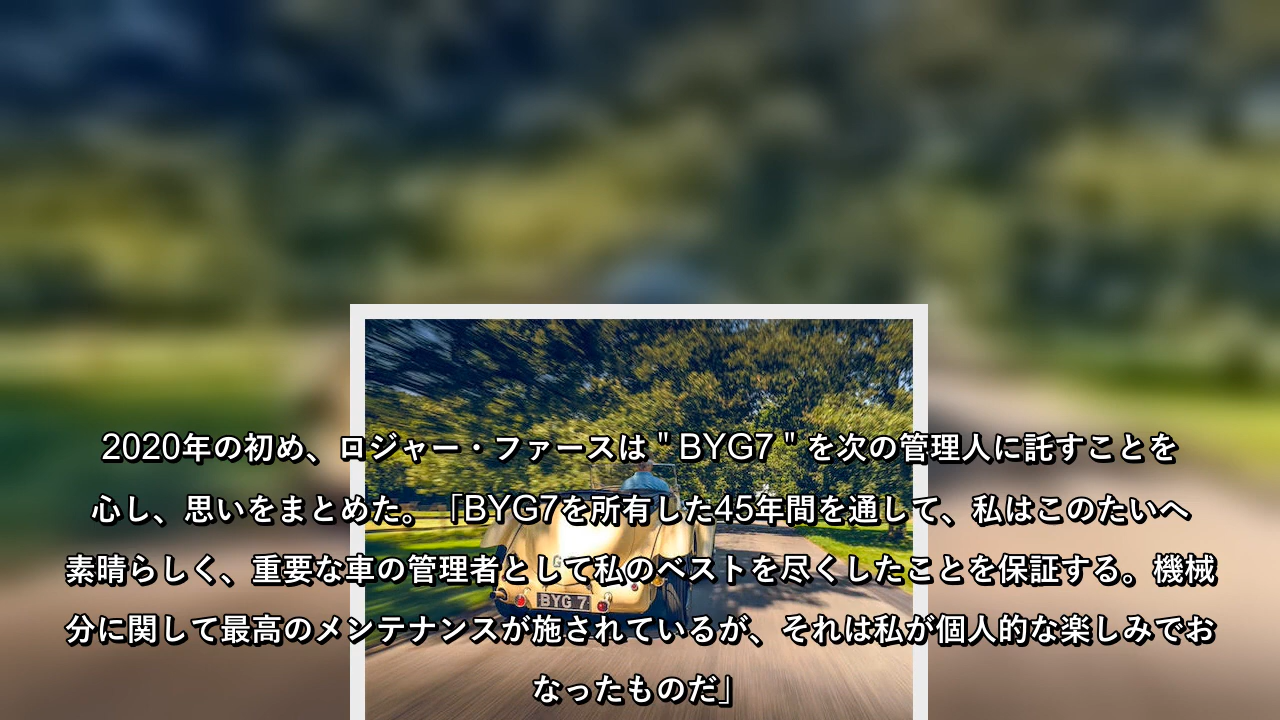 2020年の初め、ロジャー・ファースは＂BYG7＂を次の管理人に託すことを
心し、思いをまとめた。「BYG7を所有した45年間を通して、私はこのたいへ
素晴らしく、重要な車の管理者として私のベストを尽くしたことを保証する。機械
分に関して最高のメンテナンスが施されているが、それは私が個人的な楽しみでお
BYG 7
なったものだ」